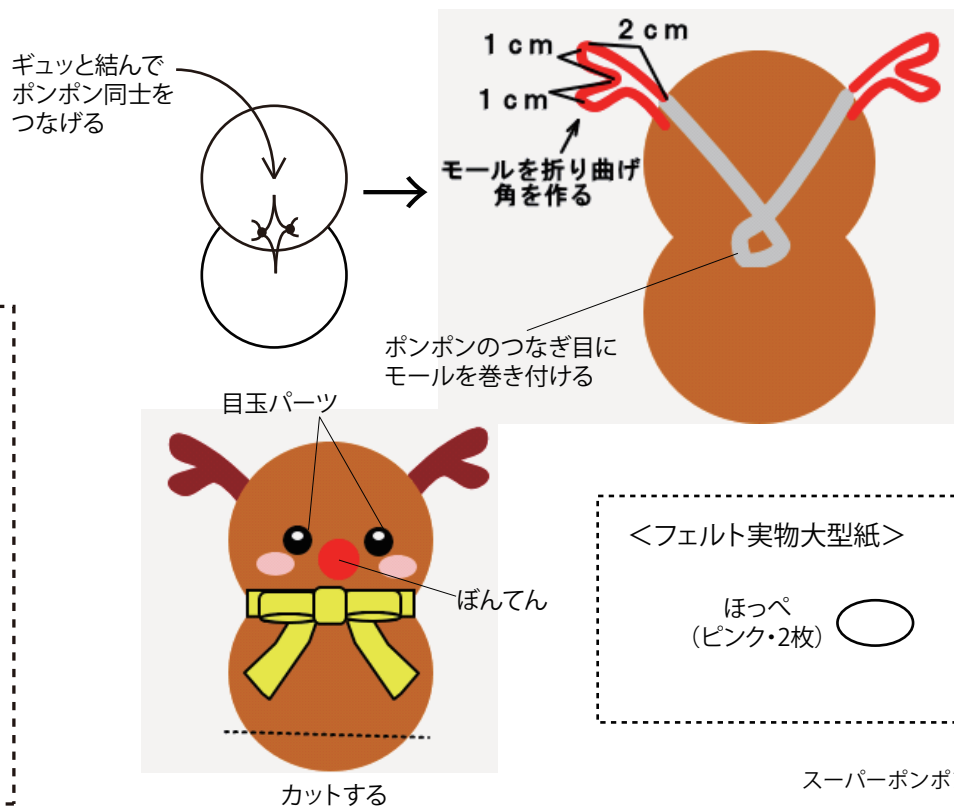 ギュッと結んで
ポンポン同士を
つなげる
1cm
2cm
1cm
モールを折り曲げ
角を作る
ポンポンのつなぎ目に
モールを巻き付ける
目玉パーツ
ぼんてん
カットする
<フェルト実物大型紙>
ほっぺ
(ピンク・2枚)
スーパーポンポ